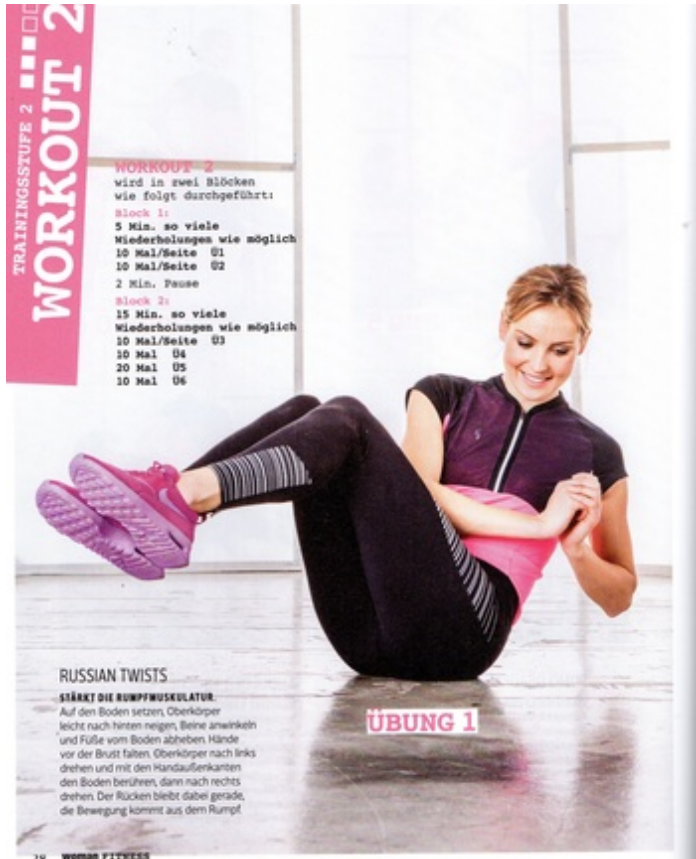 TRAININGSSTUFE 2
WORKOUT 2
WORKOUT 2
wird in zwei Blöcken
wie folgt durchgeführt:
Block 1:
5 Min. so viele
Wiederholungen wie möglich
10 Mal/Seite Ü1
10 Mal/Seite Ü2
2 Min. Pause
Block 2:
15 Min. so viele
Wiederholungen wie möglich
10 Mal/Seite Ü3
10 Mal Ü4
20 Mal Ü5
10 Mal Ü6
RUSSIAN TWISTS
STÄRKT DIE RUMPFMUSKULATUR.
Auf den Boden setzen, Oberkörper
leicht nach hinten neigen, Beine anwinkeln
und Füße vom Boden abheben. Hände
vor der Brust falten. Oberkörper nach links
drehen und mit den Handaußenkanten
den Boden berühren, dann nach rechts
drehen. Der Rücken bleibt dabei gerade,
die Bewegung kommt aus dem Rumpf.
ÜBUNG 1
woman FITNESS